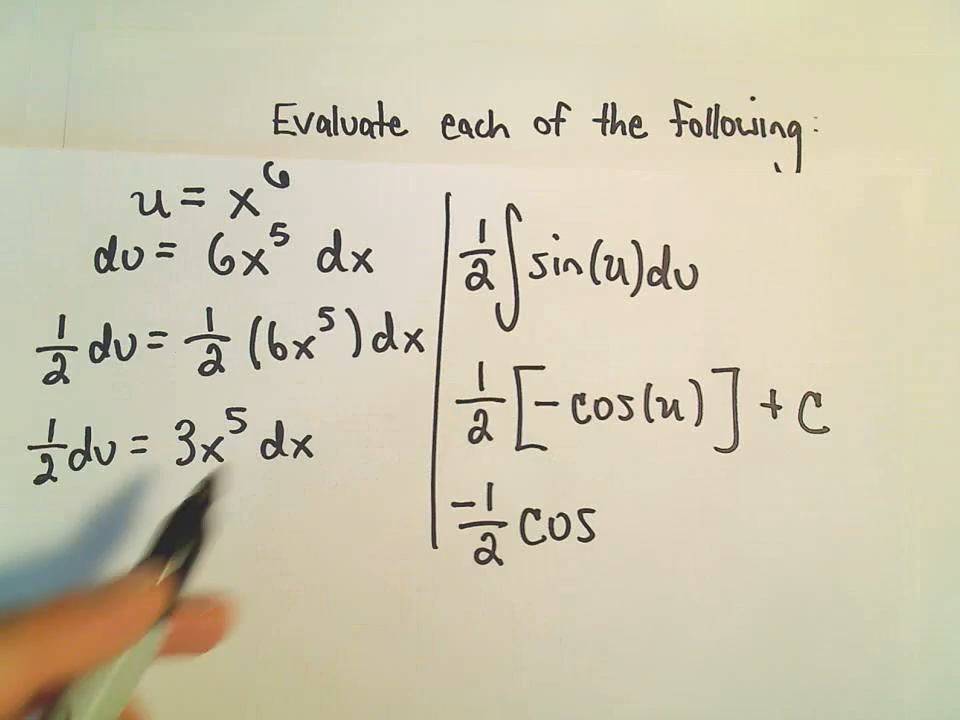 Evaluate each of the following:
u = x^6
du = 6x^5 dx
1/2 du = 1/2 (6x^5) dx
1/2 du = 3x^5 dx
1/2 ∫ sin(u) du
1/2 [-cos(u)] + C
-1/2 cos